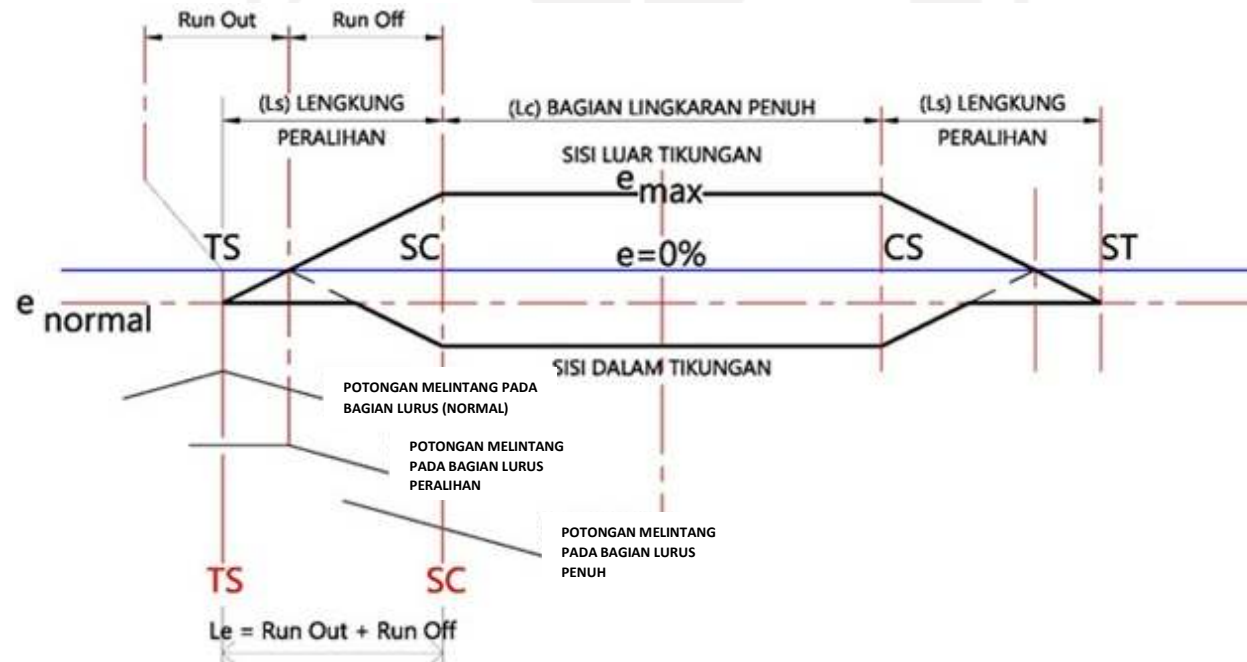 Run Out
Run Off
(Ls) LENGKUNG
PERALIHAN
(Lc) BAGIAN LINGKARAN PENUH
(Ls) LENGKUNG
PERALIHAN
SISI LUAR TIKUNGAN
e max
TS
SC
e=0%
CS
ST
e normal
SISI DALAM TIKUNGAN
POTONGAN MELINTANG PADA
BAGIAN LURUS (NORMAL)
POTONGAN MELINTANG
PADA BAGIAN LURUS
PERALIHAN
POTONGAN MELINTANG
PADA BAGIAN LURUS
PENUH
TS
SC
Le = Run Out + Run Off